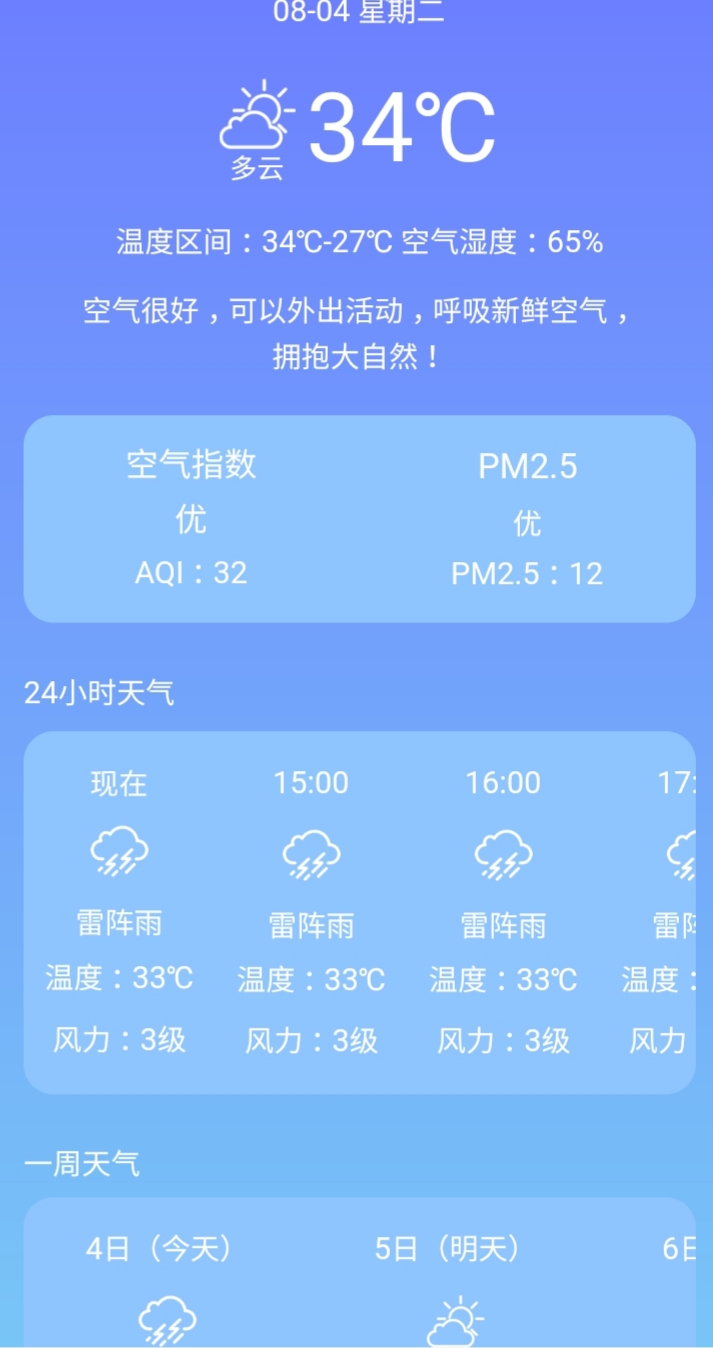 08-04 星期二
34℃
多云
温度区间：34℃-27℃ 空气湿度：65%
空气很好，可以外出活动，呼吸新鲜空气，
拥抱大自然！
空气指数 PM2.5
优 优
AQI：32 PM2.5：12
24小时天气
现在 15:00 16:00 17:
雷阵雨 雷阵雨 雷阵雨 雷阵
温度：33℃ 温度：33℃ 温度：33℃ 温度：
风力：3级 风力：3级 风力：3级 风力
一周天气
4日（今天） 5日（明天） 6日